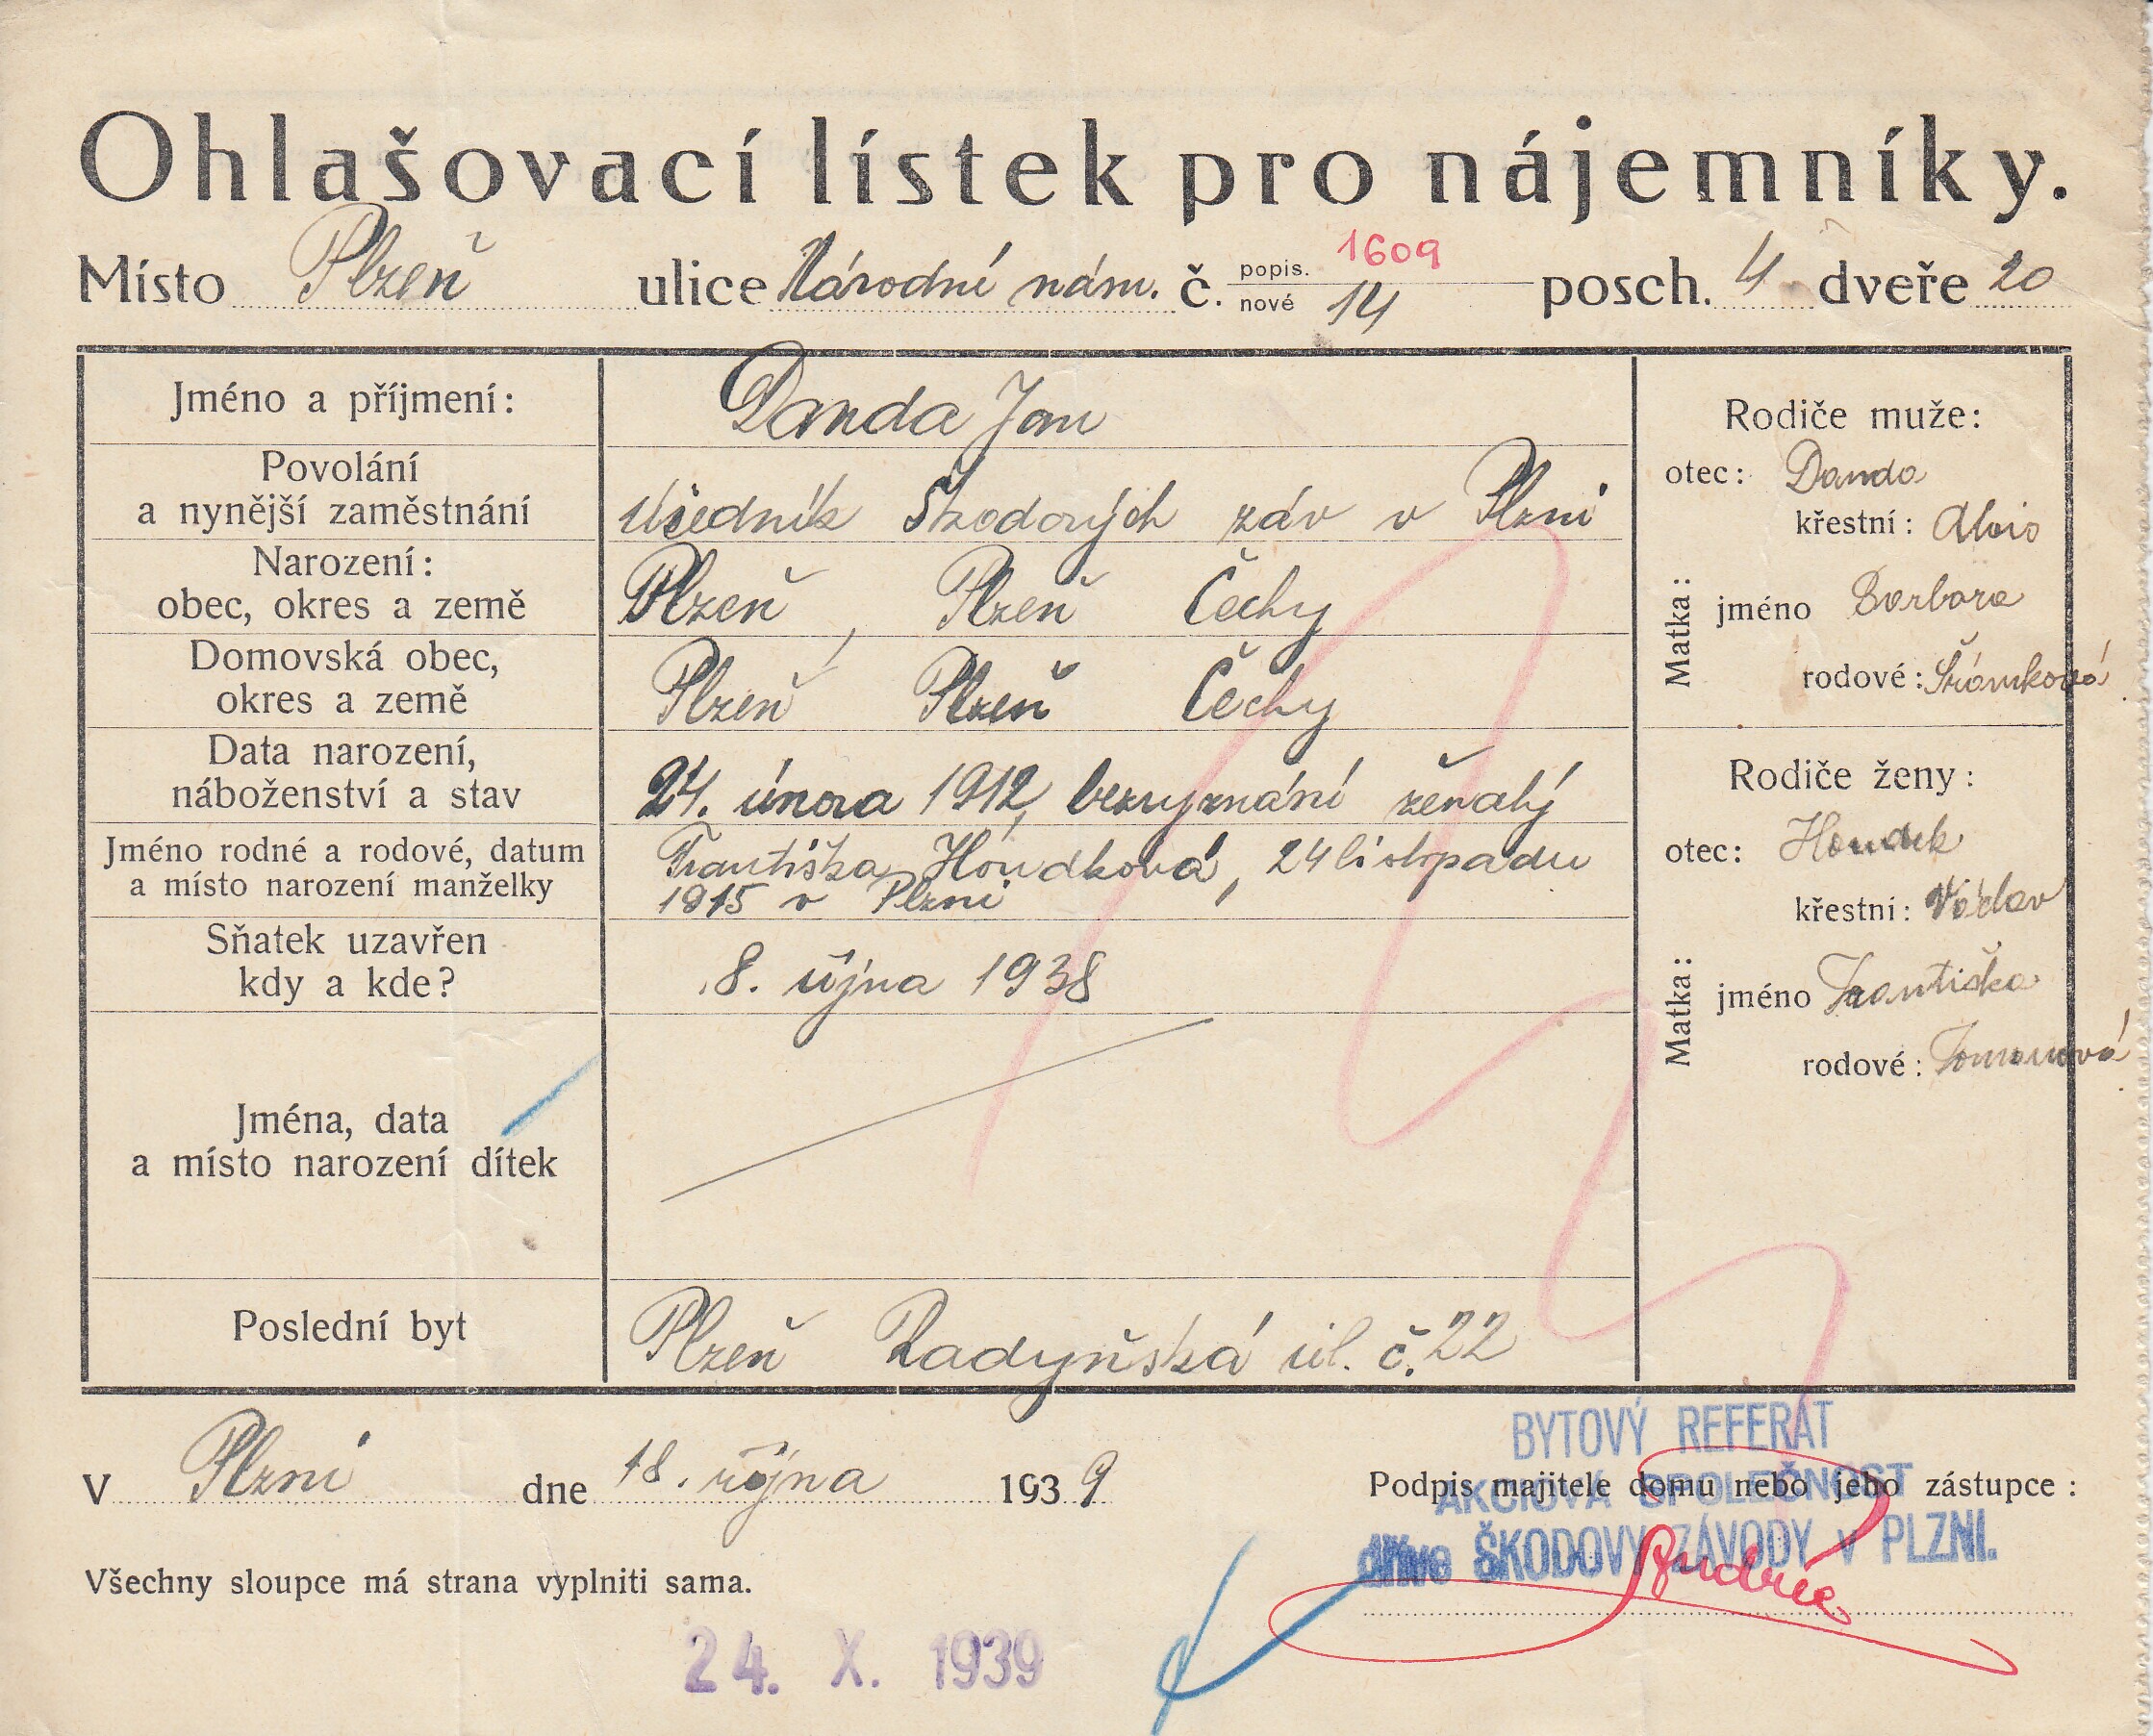 Ohlašovací lístek pro nájemníky.
Místo Plzeň ulice Národní nám. č. popis. 1609 nové 14 posch. 4 dveře 20
Jméno a příjmení:
Danda Jan
Povolání
a nynější zaměstnání
úředník Škodových záv v Plzni
Narození:
obec, okres a země
Plzeň, Plzeň Čechy
Domovská obec,
okres a země
Plzeň Plzeň Čechy
Data narození,
náboženství a stav
24. února 1912, bezvyznání ženatý
Jméno rodné a rodové, datum
a místo narození manželky
Františka Houdková, 24 listopadu
1915 v Plzni
Sňatek uzavřen
kdy a kde?
8. října 1938
Jména, data
a místo narození dítek
Poslední byt
Plzeň Radyňská ul. č. 22
Rodiče muže:
otec: Danda
křestní: Alois
Matka:
jméno Barbora
rodové:
Rodiče ženy:
otec: Houdek
křestní: Václav
Matka:
jméno Františka
rodové: Tomanová
V Plzni dne 18. října 1939
Podpis majitele domu nebo jeho zástupce:
BYTOVÝ REFERÁT
AKCIOVÁ SPOLEČNOST
dříve ŠKODOVY ZÁVODY v PLZNI.
Všechny sloupce má strana vyplniti sama.
24. X. 1939